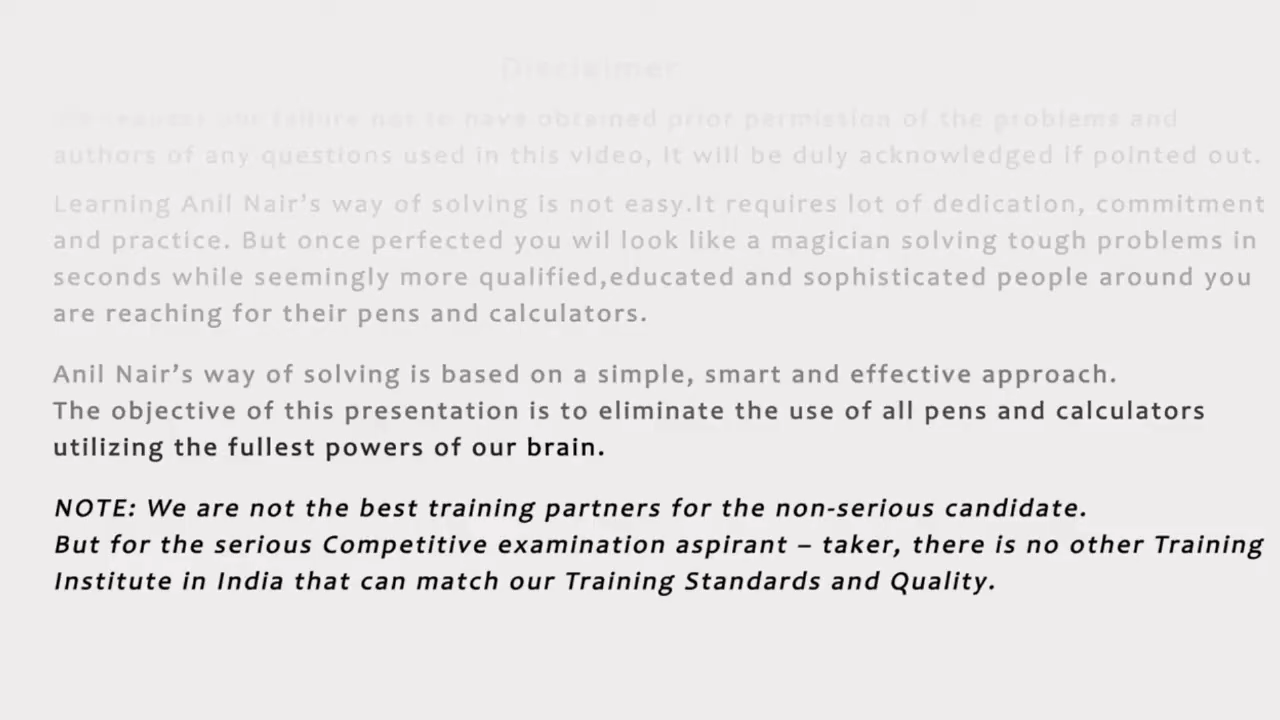 Disclaimer
our failure not to have obtained prior permission of the problems and
authors of any questions used in this video, it will be duly acknowledged if pointed out.
Learning Anil Nair's way of solving is not easy.It requires lot of dedication, commitment
and practice. But once perfected you wil look like a magician solving tough problems in
seconds while seemingly more qualified,educated and sophisticated people around you
are reaching for their pens and calculators.
Anil Nair's way of solving is based on a simple, smart and effective approach.
The objective of this presentation is to eliminate the use of all pens and calculators
utilizing the fullest powers of our brain.
NOTE: We are not the best training partners for the non-serious candidate.
But for the serious Competitive examination aspirant – taker, there is no other Training
Institute in India that can match our Training Standards and Quality.